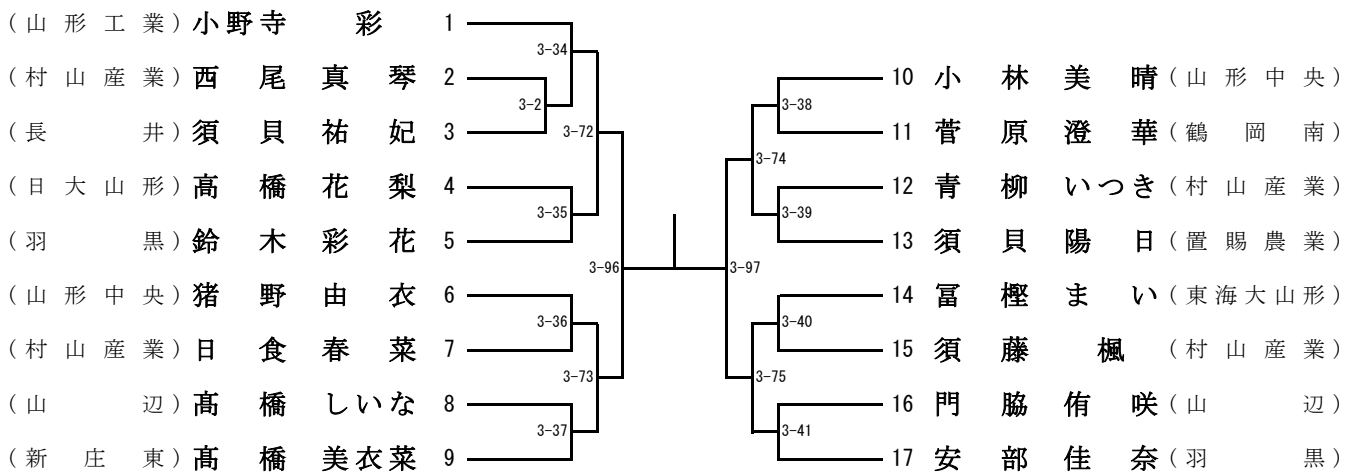 （山形工業）小野寺 彩 1
3-34
（村山産業）西尾真琴 2
10 小林美晴（山形中央）
3-2
3-38
（長井）須貝祐妃 3
3-72
11 菅原澄華（鶴岡南）
3-74
（日大山形）高橋花梨 4
12 青柳いつき（村山産業）
3-35
3-39
（羽黒）鈴木彩花 5
13 須貝陽日（置賜農業）
3-96
3-97
（山形中央）猪野由衣 6
14 冨樫まい（東海大山形）
3-36
3-40
（村山産業）日食春菜 7
15 須藤楓（村山産業）
3-73
3-75
（山辺）髙橋しいな 8
16 門脇侑咲（山辺）
3-37
3-41
（新庄東）髙橋美衣菜 9
17 安部佳奈（羽黒）